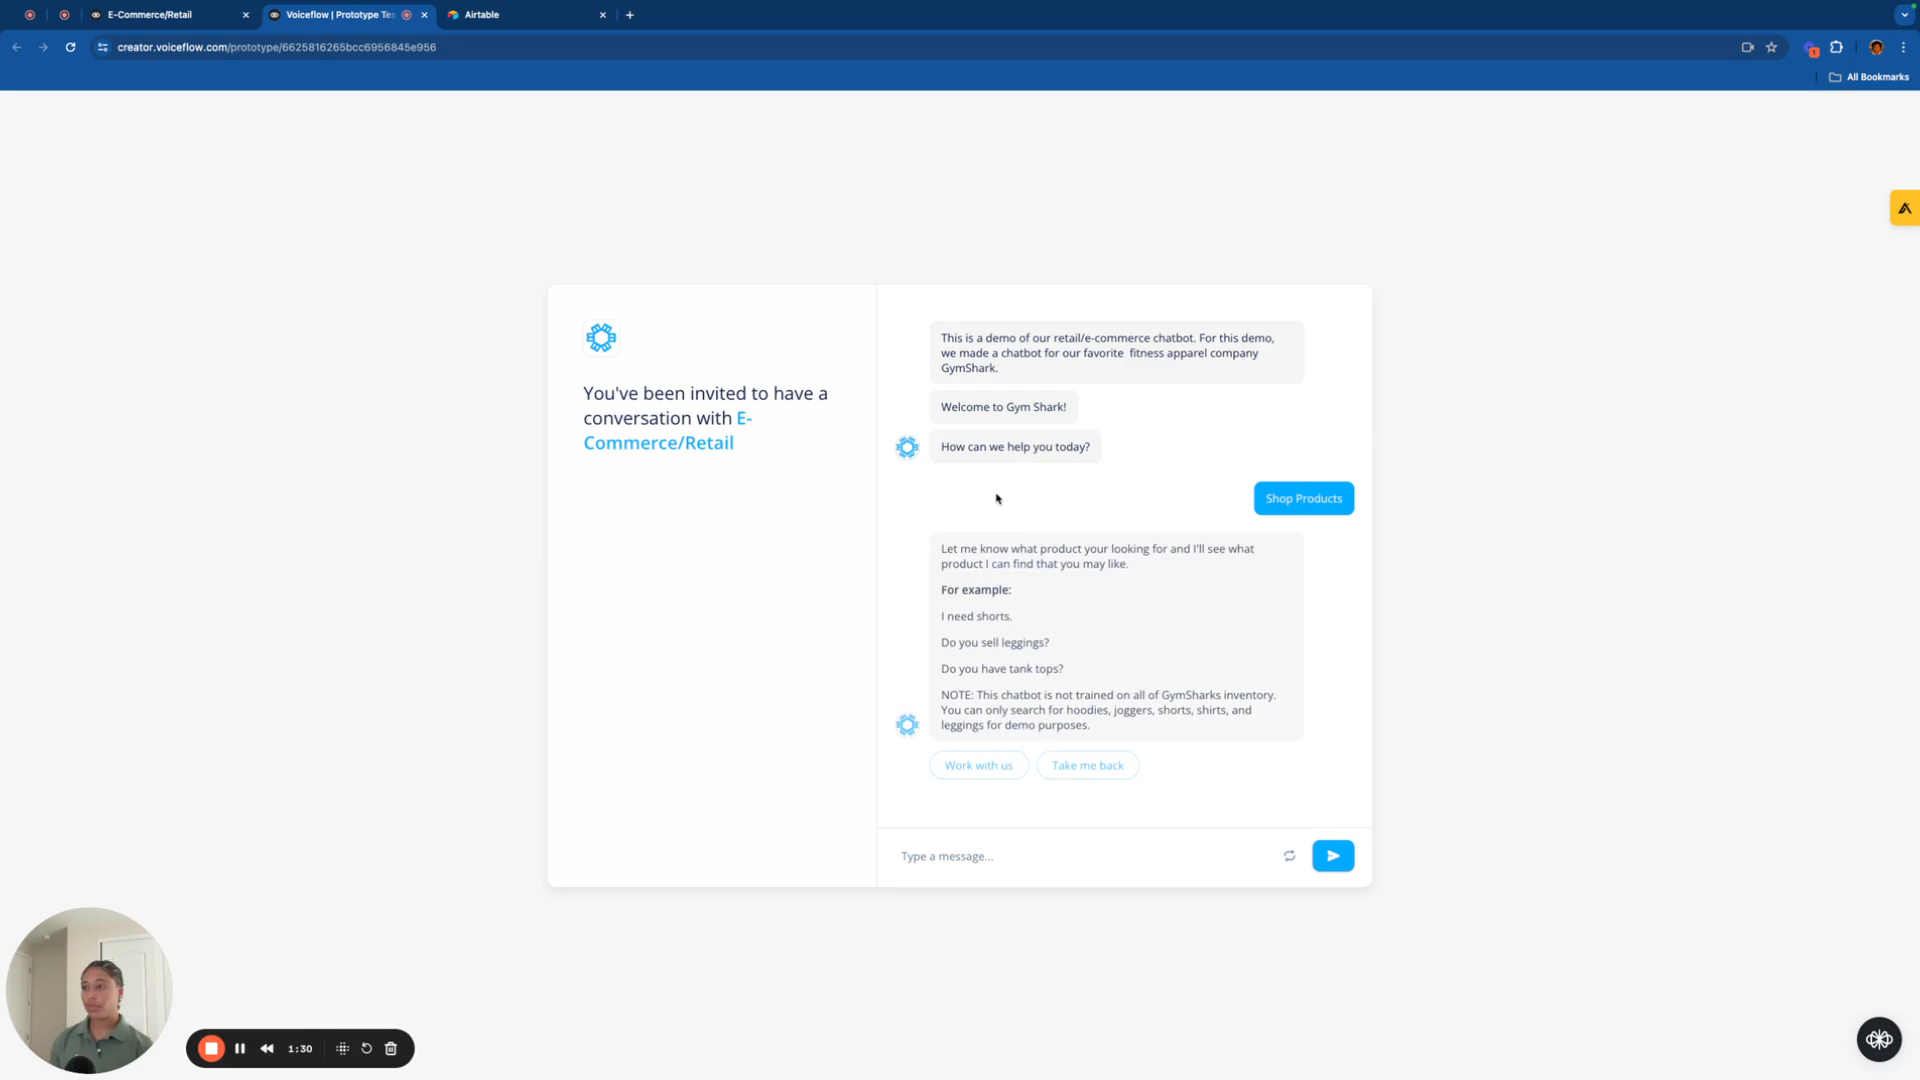 E-Commerce/Retail
Voiceflow | Prototype Tes
Airtable
creator.voiceflow.com/prototype/6625816265bcc6956845e956
1
All Bookmarks
You've been invited to have a
conversation with E-
Commerce/Retail
This is a demo of our retail/e-commerce chatbot. For this demo,
we made a chatbot for our favorite fitness apparel company
GymShark.
Welcome to Gym Shark!
How can we help you today?
Shop Products
Let me know what product your looking for and I'll see what
product I can find that you may like.
For example:
I need shorts.
Do you sell leggings?
Do you have tank tops?
NOTE: This chatbot is not trained on all of GymSharks inventory.
You can only search for hoodies, joggers, shorts, shirts, and
leggings for demo purposes.
Work with us
Take me back
Type a message...
1:30